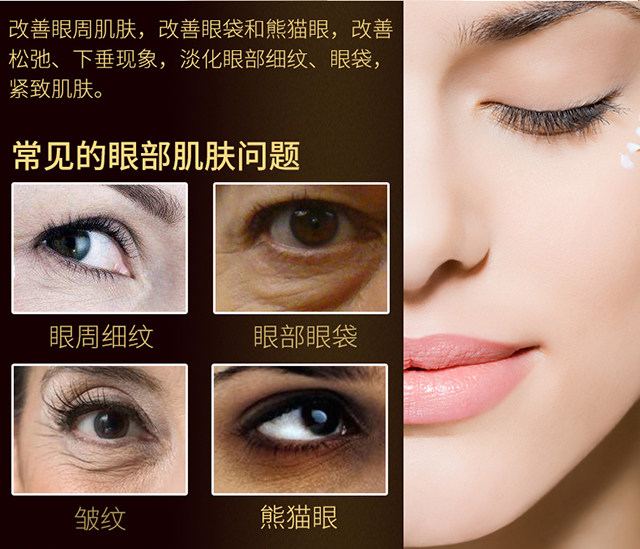 改善眼周肌肤，改善眼袋和熊猫眼，改善
松弛、下垂现象，淡化眼部细纹、眼袋，
紧致肌肤。
常见的眼部肌肤问题
眼周细纹
眼部眼袋
皱纹
熊猫眼